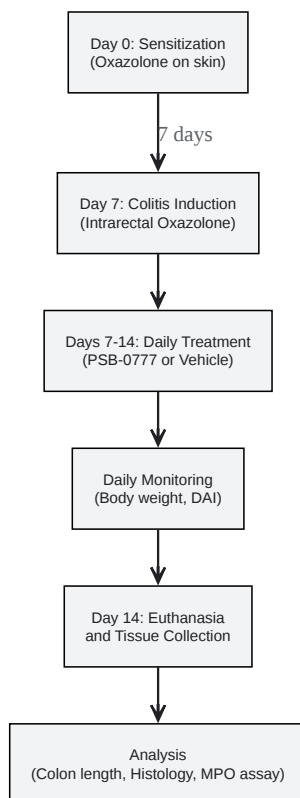 Day 0: Sensitization
(Oxazolone on skin)
7 days
Day 7: Colitis Induction
(Intrarectal Oxazolone)
Days 7-14: Daily Treatment
(PSB-0777 or Vehicle)
Daily Monitoring
(Body weight, DAI)
Day 14: Euthanasia
and Tissue Collection
Analysis
(Colon length, Histology, MPO assay)